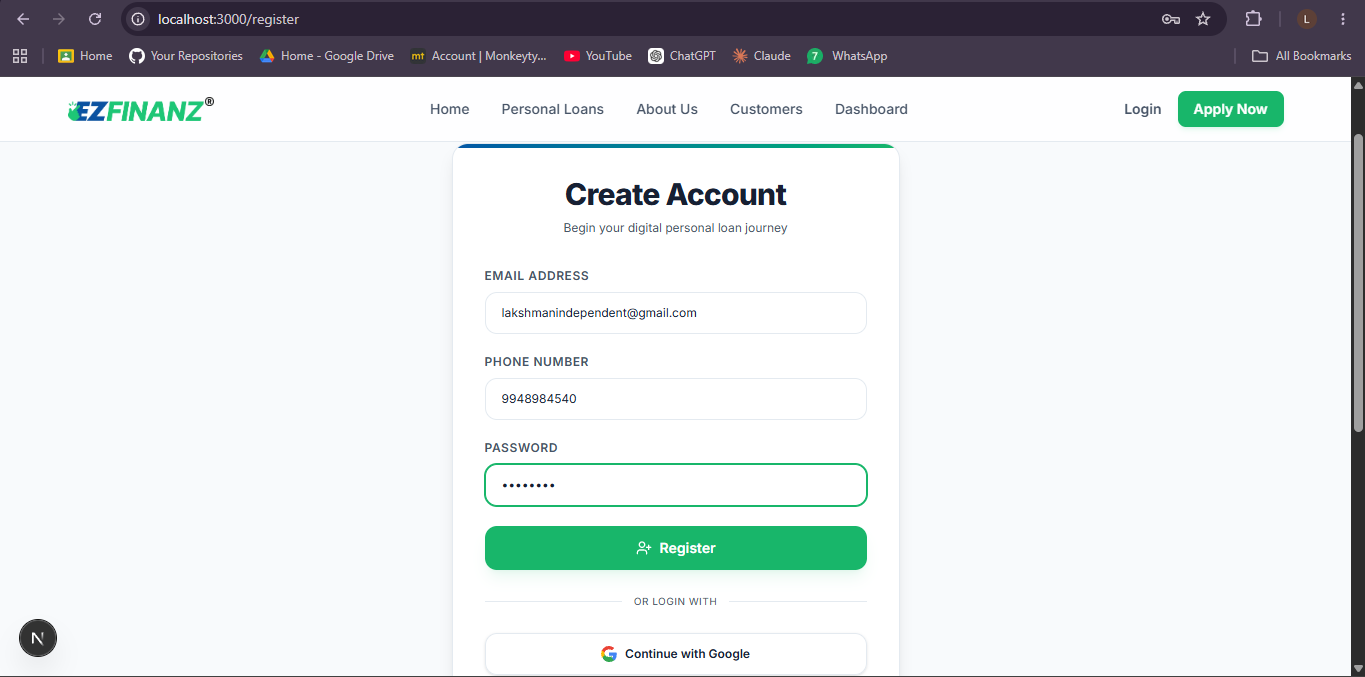 localhost:3000/register
L
Home
Your Repositories
Home - Google Drive
mt Account | Monkeyty...
YouTube
ChatGPT
Claude
7 WhatsApp
All Bookmarks
EZFINANZ®
Home
Personal Loans
About Us
Customers
Dashboard
Login
Apply Now
Create Account
Begin your digital personal loan journey
EMAIL ADDRESS
lakshmanindependent@gmail.com
PHONE NUMBER
9948984540
PASSWORD
••••••••
Register
OR LOGIN WITH
Continue with Google
N